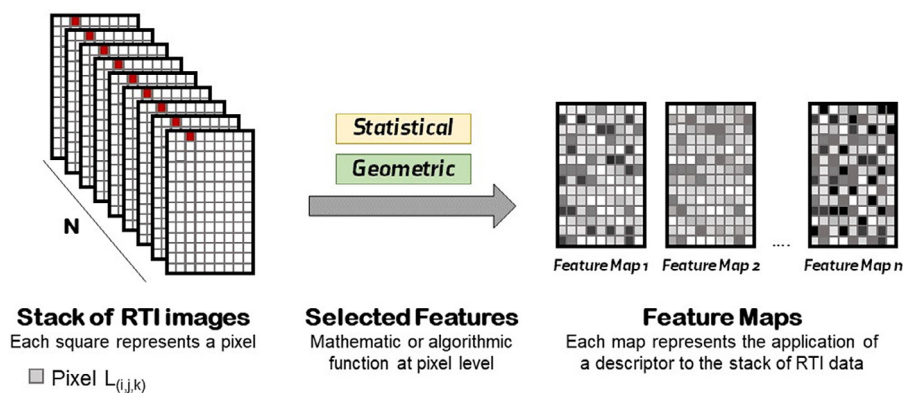 Statistical
Geometric
N
Feature Map 1
Feature Map 2
....
Feature Map n
Stack of RTI images
Each square represents a pixel
Pixel L(i,j,k)
Selected Features
Mathematic or algorithmic
function at pixel level
Feature Maps
Each map represents the application of
a descriptor to the stack of RTI data